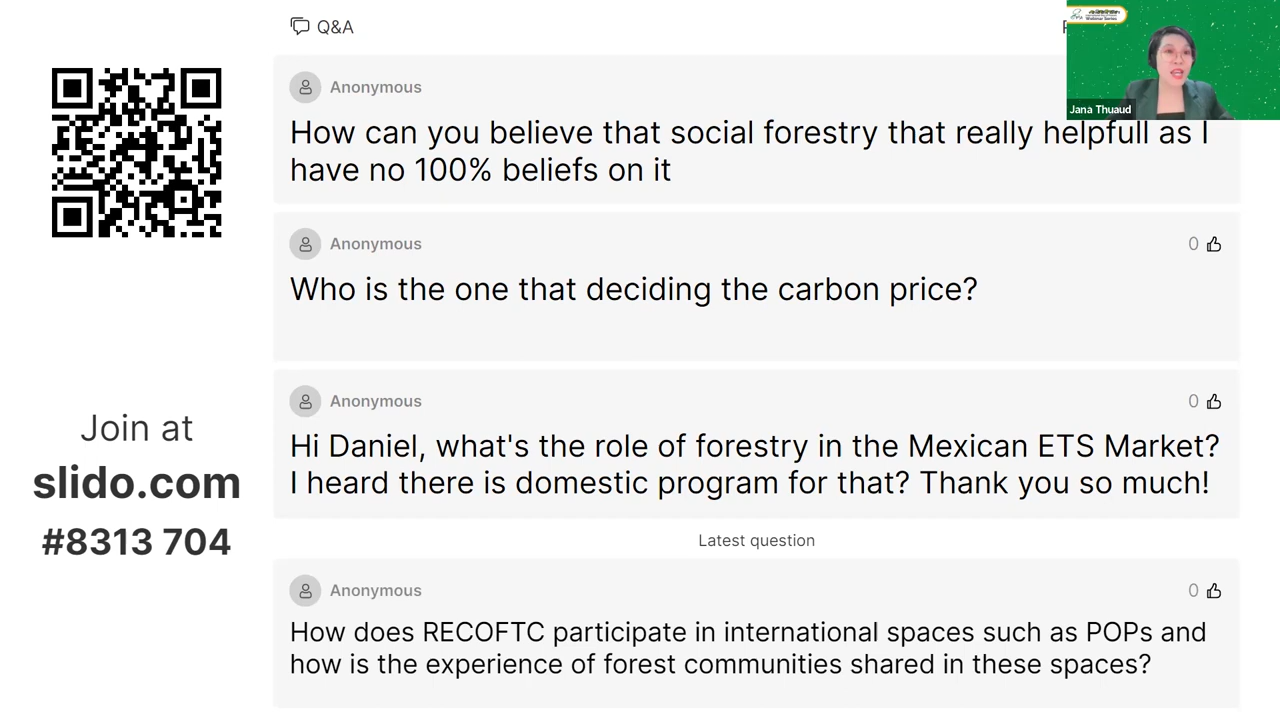 Q&A
Webinar Series
Jana Thuaud
Anonymous
How can you believe that social forestry that really helpfull as I
have no 100% beliefs on it
Anonymous
0
Who is the one that deciding the carbon price?
Anonymous
0
Hi Daniel, what's the role of forestry in the Mexican ETS Market?
I heard there is domestic program for that? Thank you so much!
Join at
slido.com
#8313 704
Latest question
Anonymous
0
How does RECOFTC participate in international spaces such as POPs and
how is the experience of forest communities shared in these spaces?